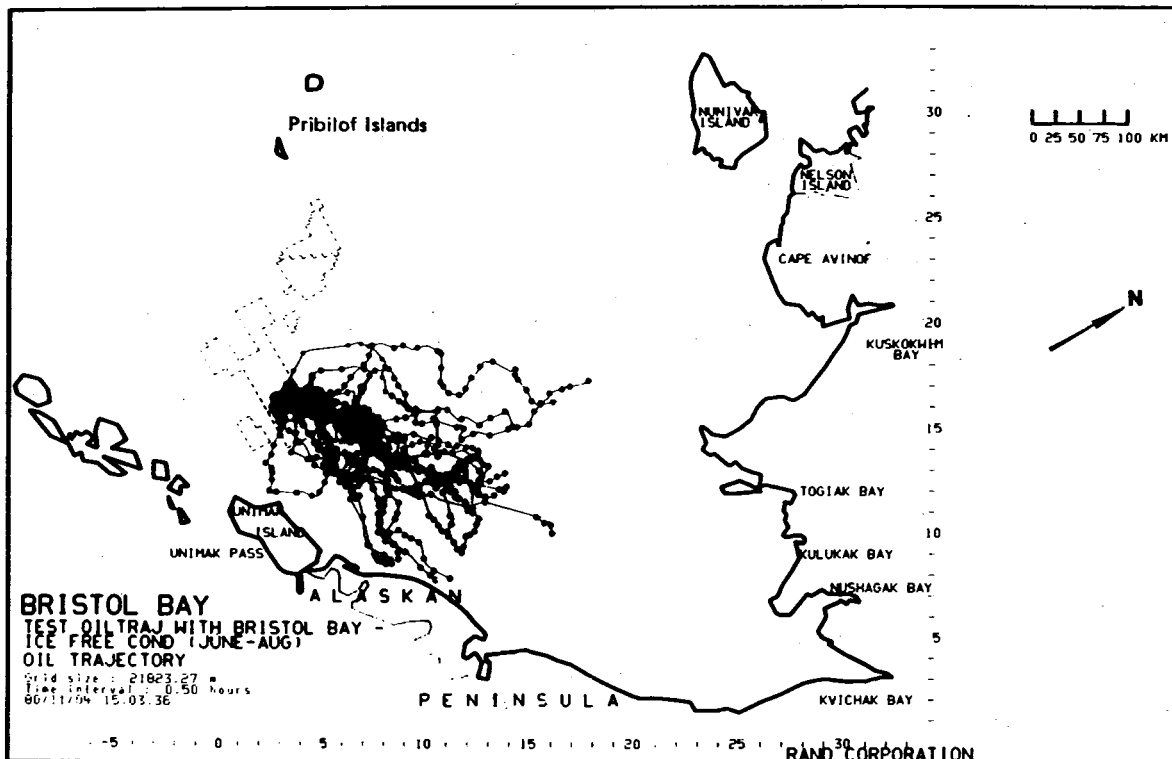 Pribilof Islands
NUNIVAK
ISLAND
NELSON
ISLAND
0 25 50 75 100 KM
CAPE AVINOF
N
KUSKOKWIM
BAY
TOGIAK BAY
UNIMAK
ISLAND
UNIMAK PASS
KULUKAK BAY
NUSHAGAK BAY
ALASKAN
PENINSULA
KVICHAK BAY
BRISTOL BAY
TEST OILTRAJ WITH BRISTOL BAY -
ICE FREE COND (JUNE-AUG)
OIL TRAJECTORY
Grid size : 21823.27 m
Time interval : 0.50 hours
30
25
20
15
10
5
-5 0 5 10 15 20 25 30
RAND CORPORATION